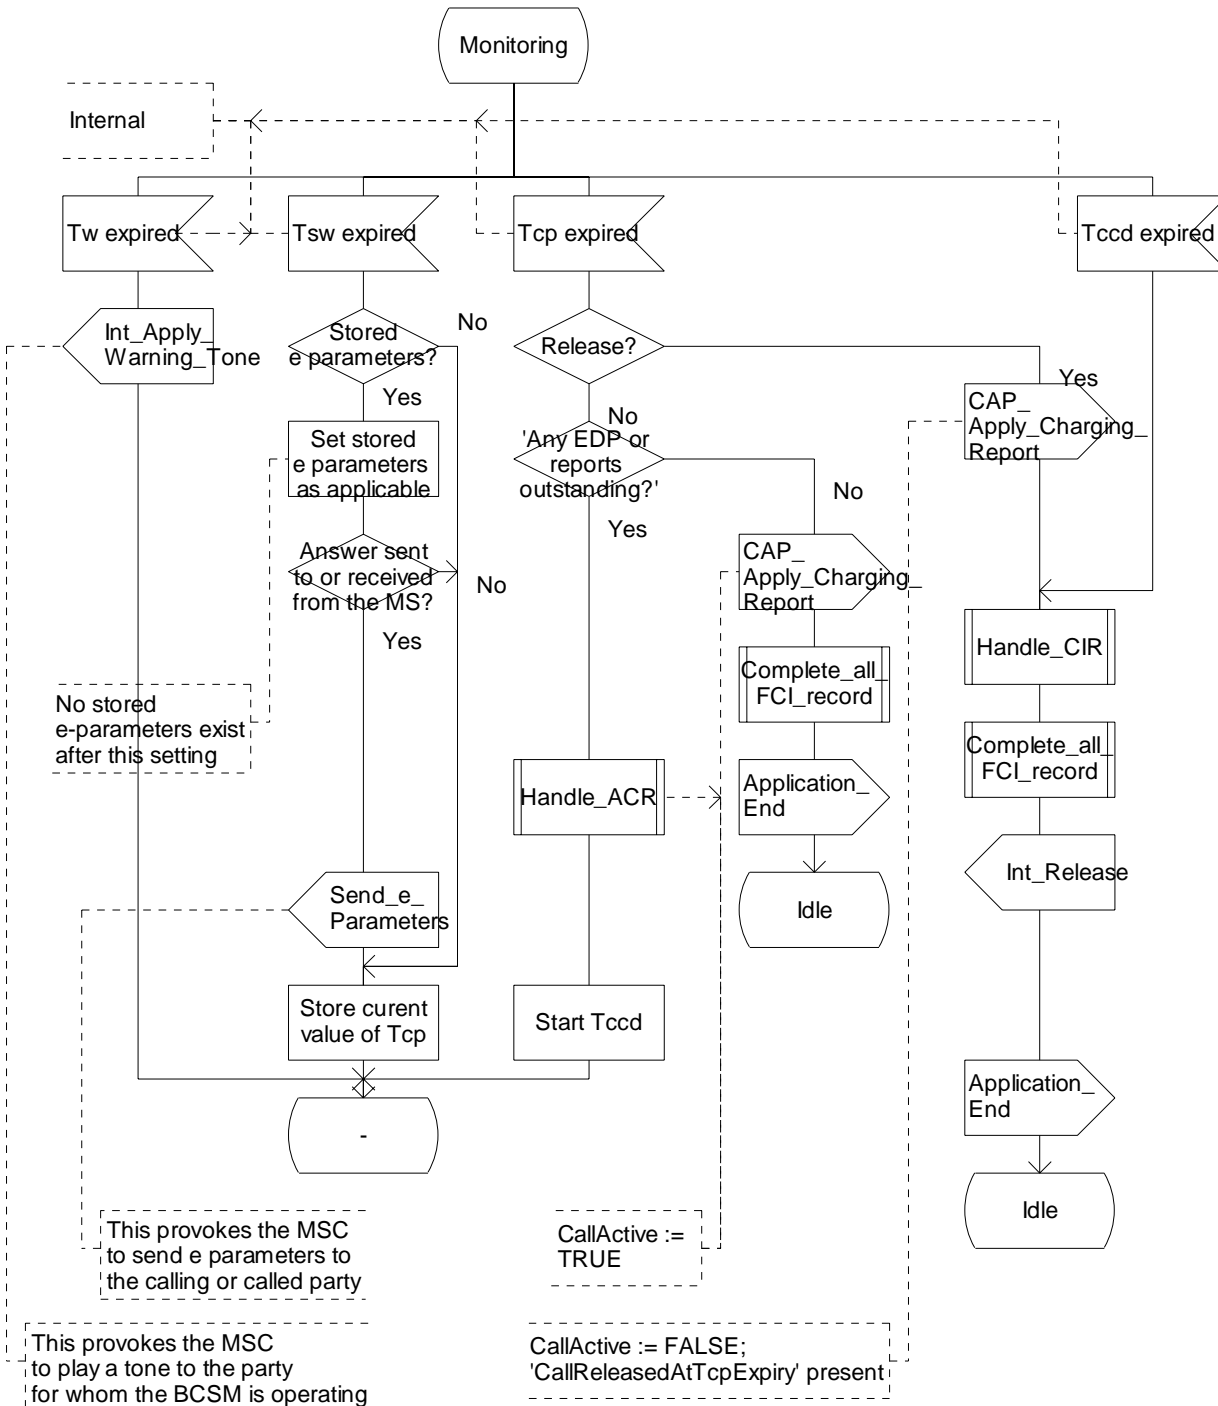 Monitoring
Internal
Tw expired
Tsw expired
Tcp expired
Tccd expired
Int_Apply_
Warning_Tone
Stored
e parameters?
No
Yes
Release?
Yes
No
CAP_
Apply_Charging_
Report
Set stored
e parameters
as applicable
'Any EDP or
reports
outstanding?'
No
Yes
Answer sent
to or received
from the MS?
No
Yes
CAP_
Apply_Charging_
Report
Handle_CIR
Complete_all_
FCI_record
No stored
e-parameters exist
after this setting
Complete_all_
FCI_record
Handle_ACR
Application_
End
Int_Release
Send_e_
Parameters
Idle
Store curent
value of Tcp
Start Tccd
Application_
End
-
Idle
This provokes the MSC
to send e parameters to
the calling or called party
CallActive :=
TRUE
This provokes the MSC
to play a tone to the party
for whom the BCSM is operating
CallActive := FALSE;
'CallReleasedAtTcpExpiry' present